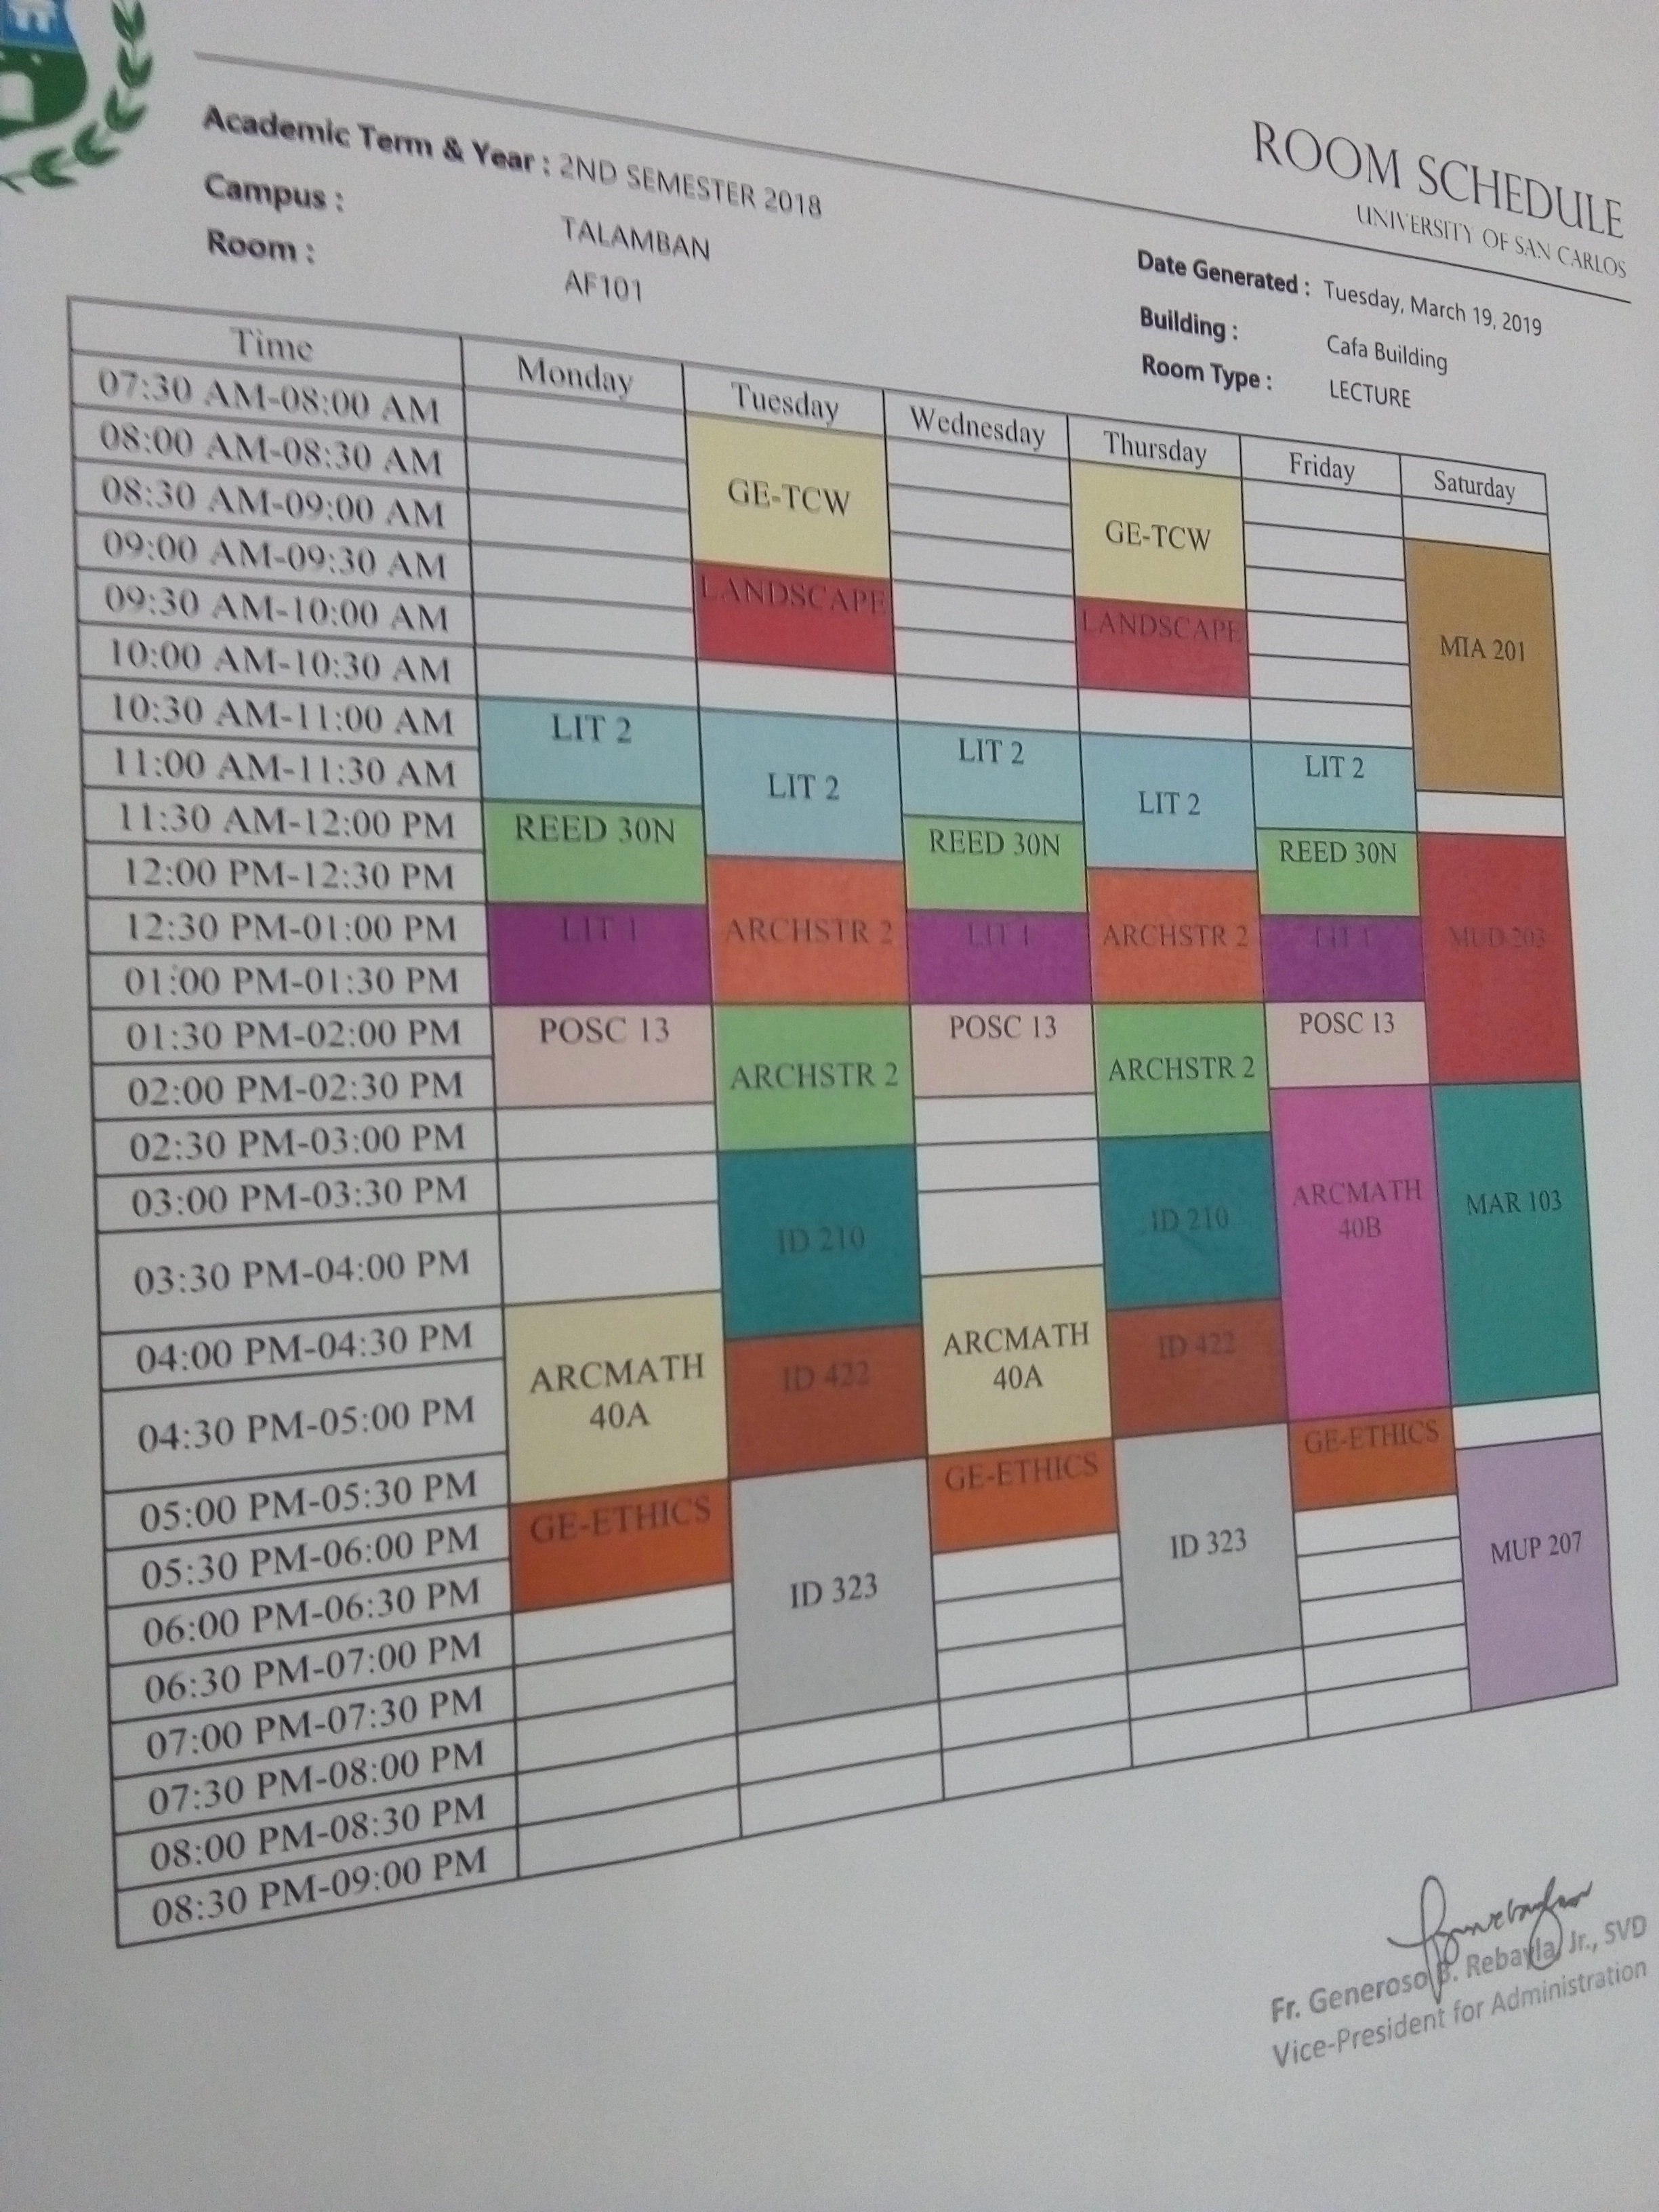 ROOM SCHEDULE
UNIVERSITY OF SAN CARLOS
Academic Term & Year : 2ND SEMESTER 2018
Campus : TALAMBAN
Room : AF101
Date Generated : Tuesday, March 19, 2019
Building : Cafa Building
Room Type : LECTURE
Time Monday Tuesday Wednesday Thursday Friday Saturday
07:30 AM-08:00 AM
08:00 AM-08:30 AM GE-TCW GE-TCW
08:30 AM-09:00 AM
09:00 AM-09:30 AM LANDSCAPE LANDSCAPE
09:30 AM-10:00 AM MIA 201
10:00 AM-10:30 AM
10:30 AM-11:00 AM LIT 2 LIT 2 LIT 2
11:00 AM-11:30 AM LIT 2 LIT 2
11:30 AM-12:00 PM REED 30N REED 30N REED 30N
12:00 PM-12:30 PM
12:30 PM-01:00 PM LIT 1 ARCHSTR 2 LIT 1 ARCHSTR 2 LIT 1 MUD 203
01:00 PM-01:30 PM
01:30 PM-02:00 PM POSC 13 POSC 13 POSC 13
02:00 PM-02:30 PM ARCHSTR 2 ARCHSTR 2
02:30 PM-03:00 PM
03:00 PM-03:30 PM ARCMATH 40B MAR 103
03:30 PM-04:00 PM ID 210 ID 210
04:00 PM-04:30 PM
04:30 PM-05:00 PM ARCMATH 40A ID 422 ARCMATH 40A ID 422
05:00 PM-05:30 PM
05:30 PM-06:00 PM GE-ETHICS GE-ETHICS GE-ETHICS
06:00 PM-06:30 PM
06:30 PM-07:00 PM ID 323 ID 323 MUP 207
07:00 PM-07:30 PM
07:30 PM-08:00 PM
08:00 PM-08:30 PM
08:30 PM-09:00 PM
Fr. Generoso B. Rebayla, Jr., SVD
Vice-President for Administration